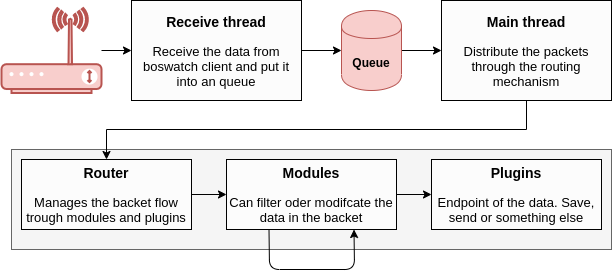 Receive thread
Receive the data from
boswatch client and put it
into an queue
Queue
Main thread
Distribute the packets
through the routing
mechanism
Router
Manages the backet flow
trough modules and plugins
Modules
Can filter oder modifcate the
data in the backet
Plugins
Endpoint of the data. Save,
send or something else